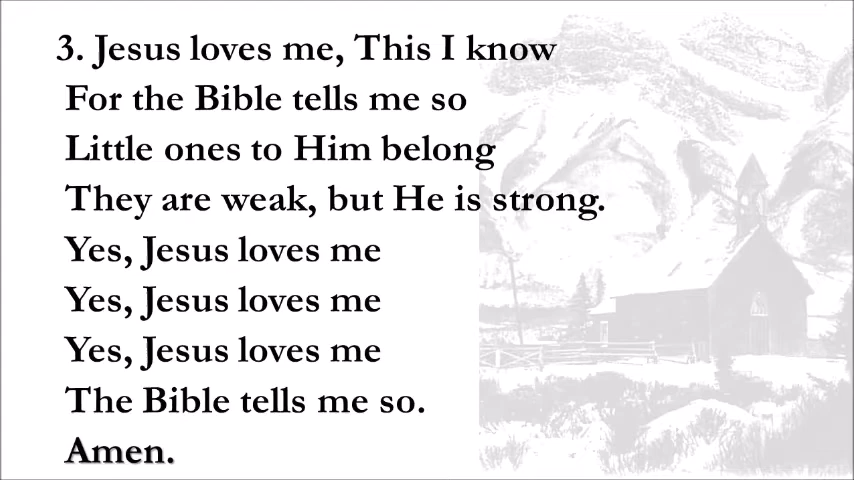 3. Jesus loves me, This I know
For the Bible tells me so
Little ones to Him belong
They are weak, but He is strong.
Yes, Jesus loves me
Yes, Jesus loves me
Yes, Jesus loves me
The Bible tells me so.
Amen.